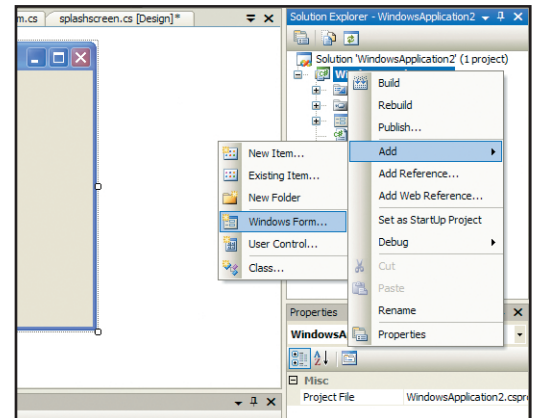 m.cs
splashscreen.cs [Design]*
Solution Explorer - WindowsApplication2
Solution 'WindowsApplication2' (1 project)
Build
Rebuild
Publish...
Add
Add Reference...
Add Web Reference...
Set as StartUp Project
Debug
Cut
Paste
Rename
Properties
New Item...
Existing Item...
New Folder
Windows Form...
User Control...
Class...
Properties
WindowsA
Misc
Project File
WindowsApplication2.cspr